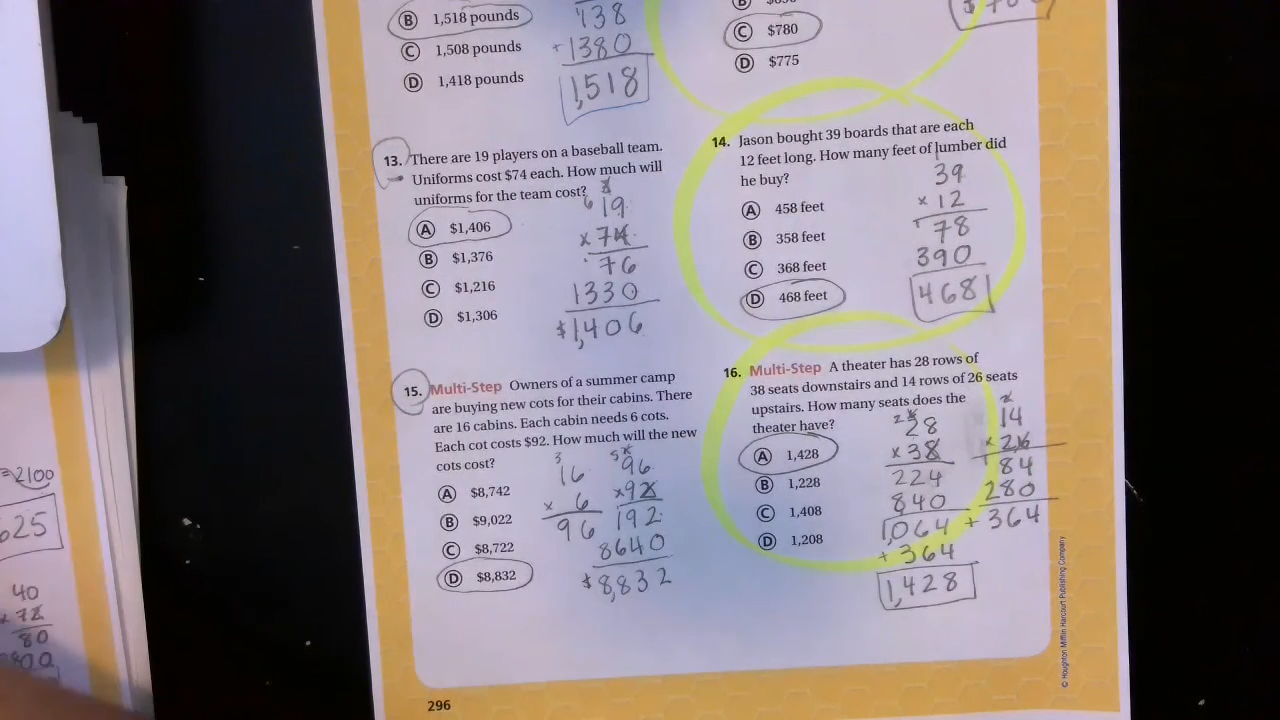 B 1,518 pounds
C 1,508 pounds
D 1,418 pounds
138
+1380
1,518
C $780
D $775
13. There are 19 players on a baseball team.
Uniforms cost $74 each. How much will
uniforms for the team cost?
A $1,406
B $1,376
C $1,216
D $1,306
19
× 74
76
1330
$1,406
14. Jason bought 39 boards that are each
12 feet long. How many feet of lumber did
he buy?
A 458 feet
B 358 feet
C 368 feet
D 468 feet
1
39
× 12
78
390
468
15. Multi-Step Owners of a summer camp
are buying new cots for their cabins. There
are 16 cabins. Each cabin needs 6 cots.
Each cot costs $92. How much will the new
cots cost?
A $8,742
B $9,022
C $8,722
D $8,832
3
16
× 6
96
96
×92
192
8640
$8,832
16. Multi-Step A theater has 28 rows of
38 seats downstairs and 14 rows of 26 seats
upstairs. How many seats does the
theater have?
A 1,428
B 1,228
C 1,408
D 1,208
28
× 38
224
840
1,064
+ 364
1,428
14
× 26
84
280
+ 364
=2100
625
40
× 72
80
296
© Houghton Mifflin Harcourt Publishing Company